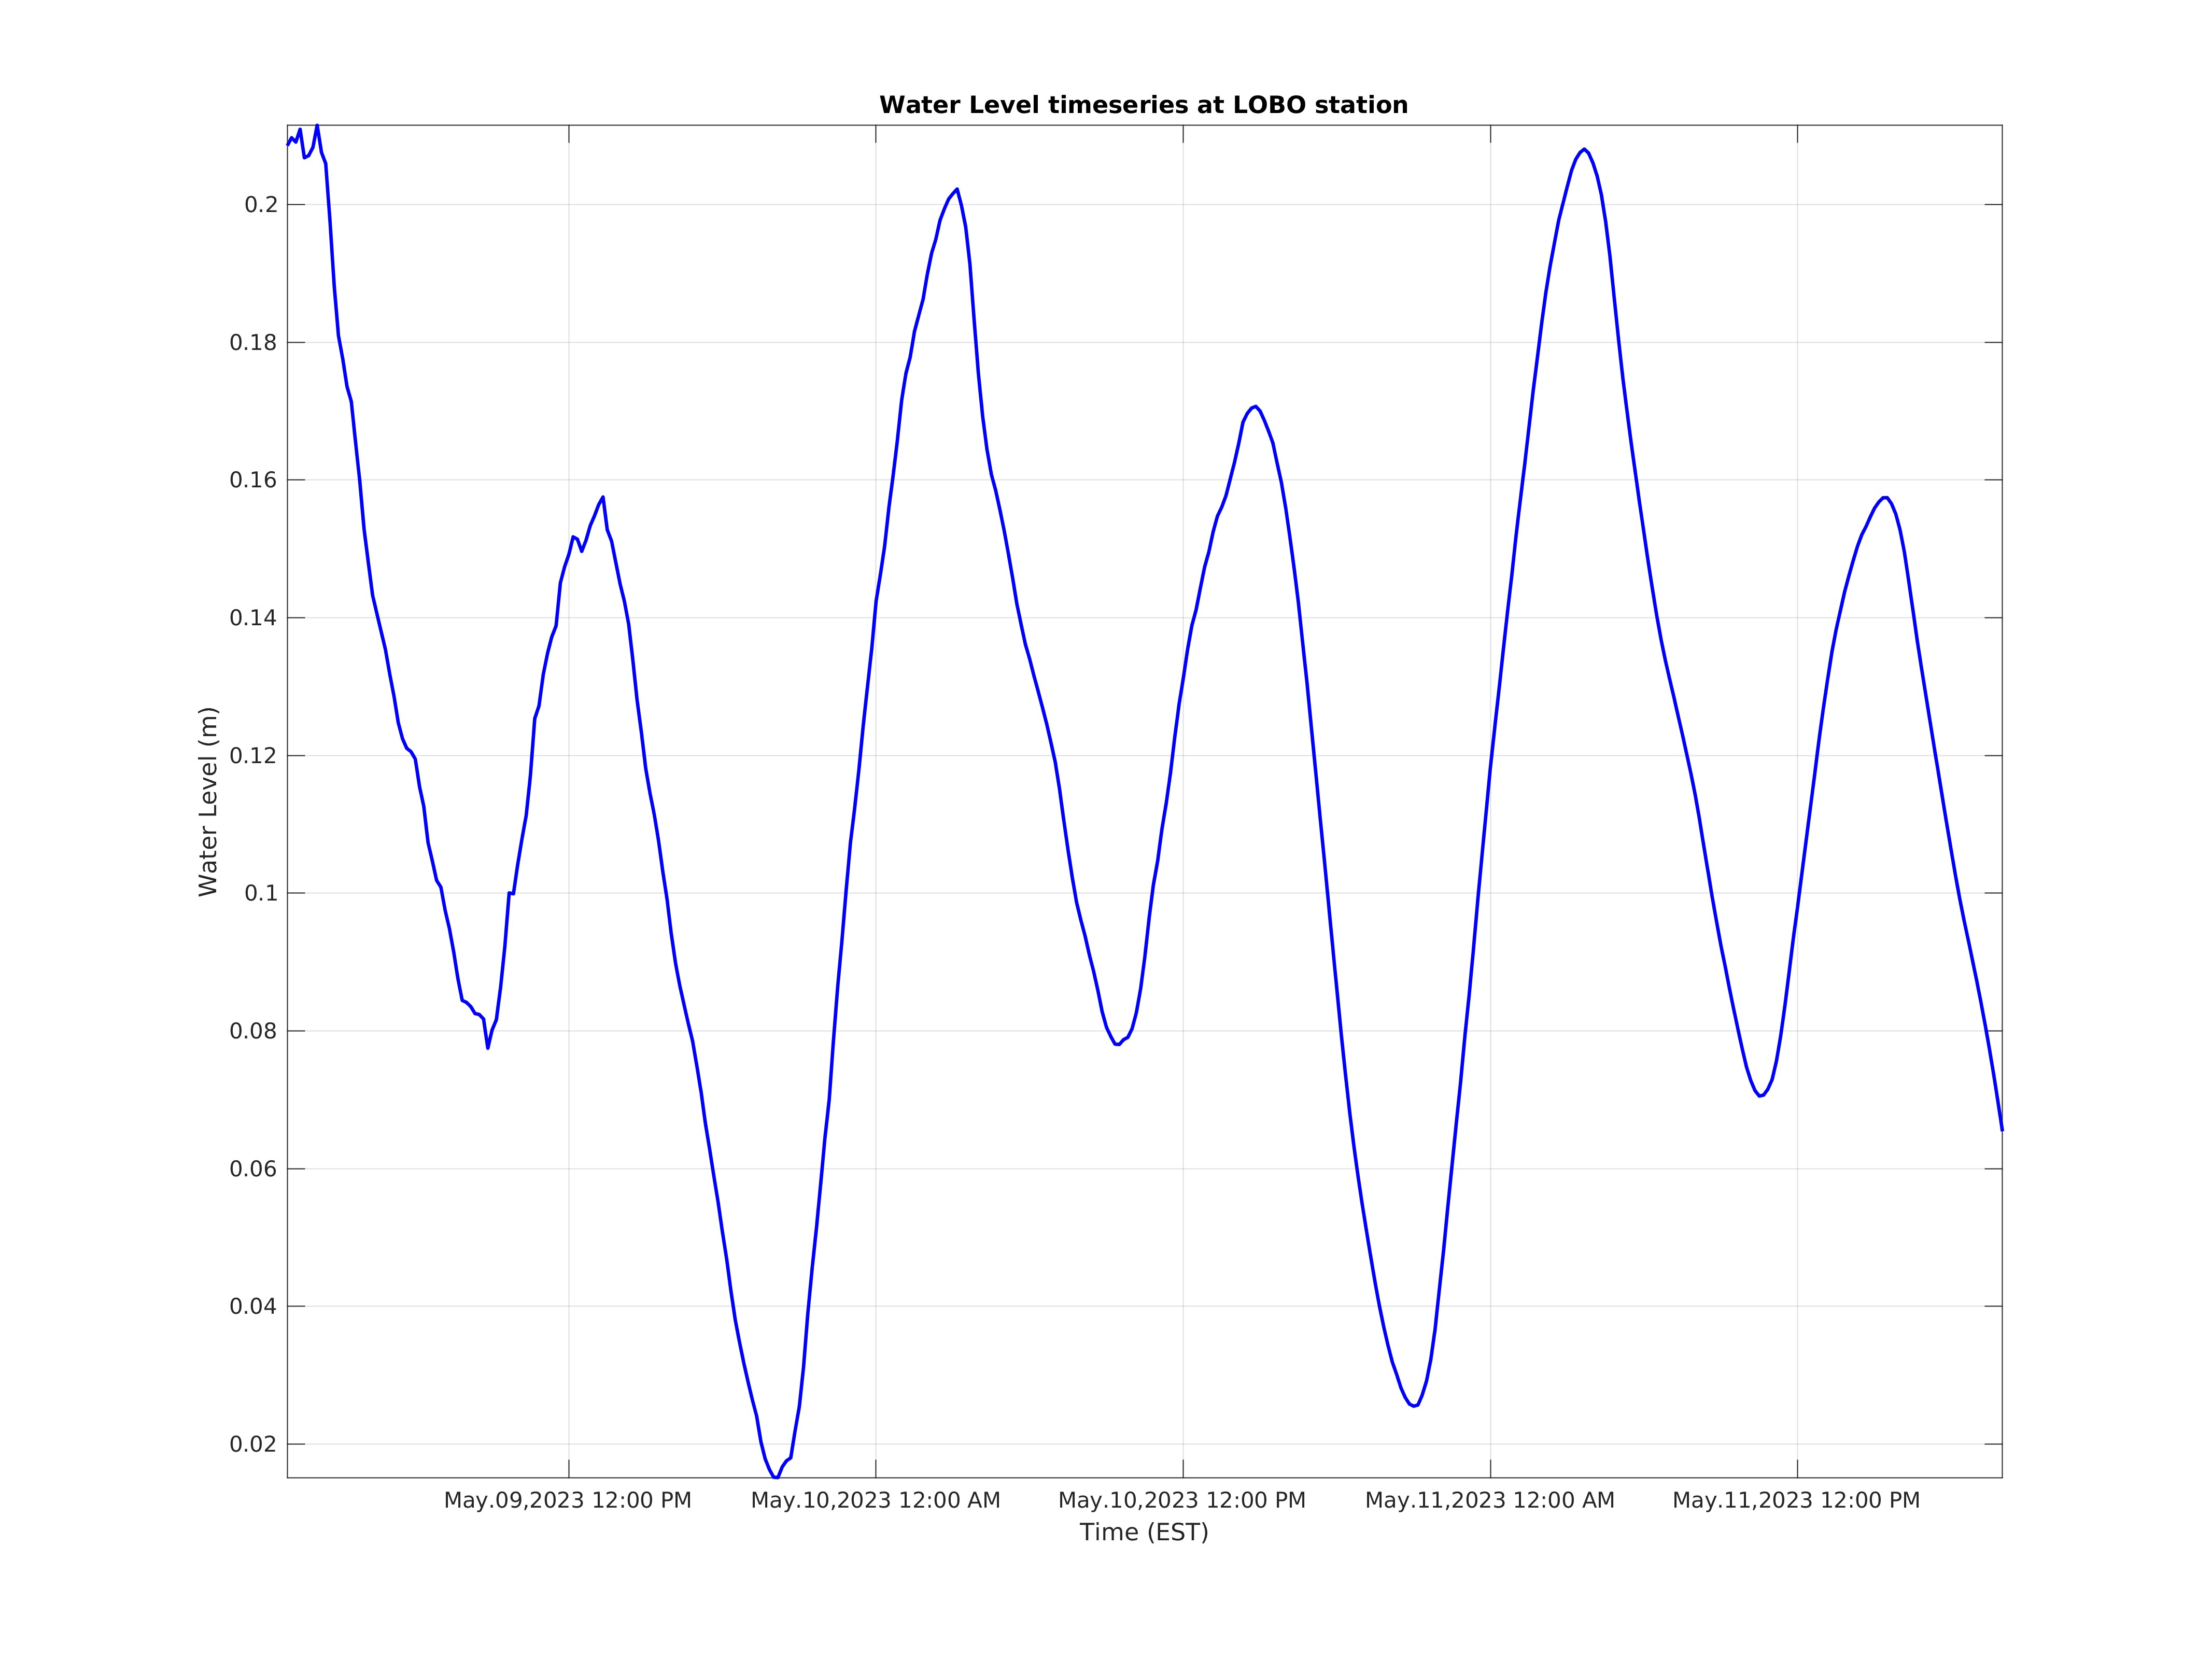 Water Level timeseries at LOBO station
0.2
0.18
0.16
0.14
0.12
0.1
0.08
0.06
0.04
0.02
Water Level (m)
May.09,2023 12:00 PM
May.10,2023 12:00 AM
May.10,2023 12:00 PM
May.11,2023 12:00 AM
May.11,2023 12:00 PM
Time (EST)